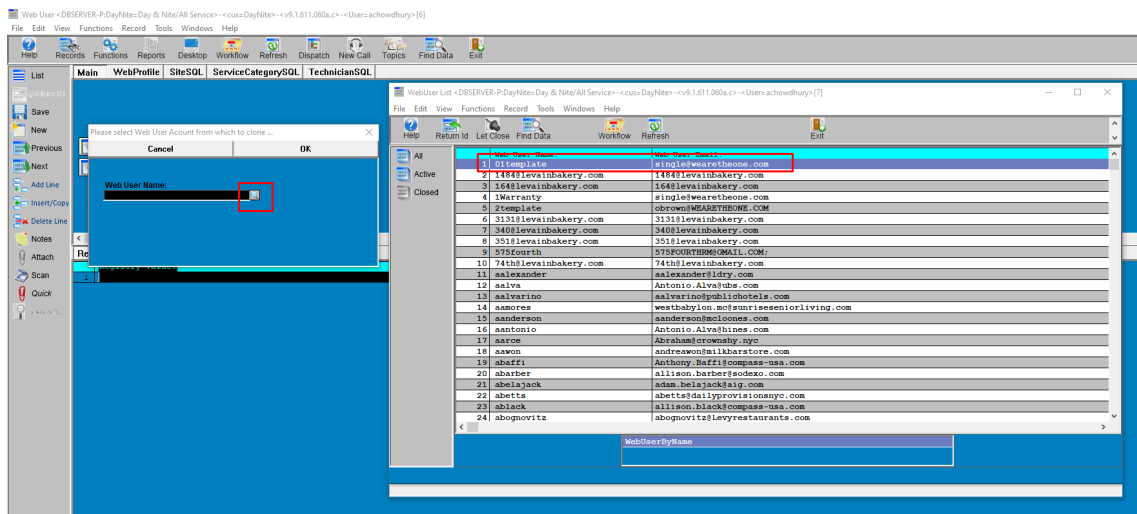 Web User <DBSERVER-P:DayNite=Day & Nite/All Service>-<cus=DayNite>-<v9.1.611.060a.c>-<User=achowdhury>[6]
File Edit View Functions Record Tools Windows Help
Help Records Functions Reports Desktop Workflow Refresh Dispatch New Call Topics Find Data Exit
List
Save
New
Previous
Next
Add Line
Insert/Copy
Delete Line
Notes
Attach
Scan
Quick
Main WebProfile SiteSQL ServiceCategorySQL TechnicianSQL
Please select Web User Acount from which to clone ...
Cancel OK
Web User Name:
Re
Registry Value:
1
WebUser List <DBSERVER-P:DayNite=Day & Nite/All Service>-<cus=DayNite>-<v9.1.611.060a.c>-<User=achowdhury>[7]
File Edit View Functions Record Tools Windows Help
Help Return Id Let Close Find Data Workflow Refresh Exit
All
Active
Closed
Web User Name: Web User Email:
1 01template single@wearetheone.com
2 1484@levainbakery.com 1484@levainbakery.com
3 164@levainbakery.com 164@levainbakery.com
4 1Warranty single@wearetheone.com
5 2template obrown@WEARETHEONE.COM
6 3131@levainbakery.com 3131@levainbakery.com
7 340@levainbakery.com 340@levainbakery.com
8 351@levainbakery.com 351@levainbakery.com
9 575fourth 575FOURTHRM@GMAIL.COM;
10 74th@levainbakery.com 74th@levainbakery.com
11 aalexander aalexander@ldry.com
12 aalva Antonio.Alva@ubs.com
13 aalvarino aalvarino@publichotels.com
14 aamores westbabylon.mc@sunriseseniorliving.com
15 aanderson aanderson@mcloones.com
16 aantonio Antonio.Alva@hines.com
17 aarce Abraham@crownshy.nyc
18 aawon andreawon@milkbarstore.com
19 abaffi Anthony.Baffi@compass-usa.com
20 abarber allison.barber@sodexo.com
21 abelajack adam.belajack@aig.com
22 abetts abetts@dailyprovisionsnyc.com
23 ablack allison.black@compass-usa.com
24 abognovitz abognovitz@Levyrestaurants.com
WebUserByName